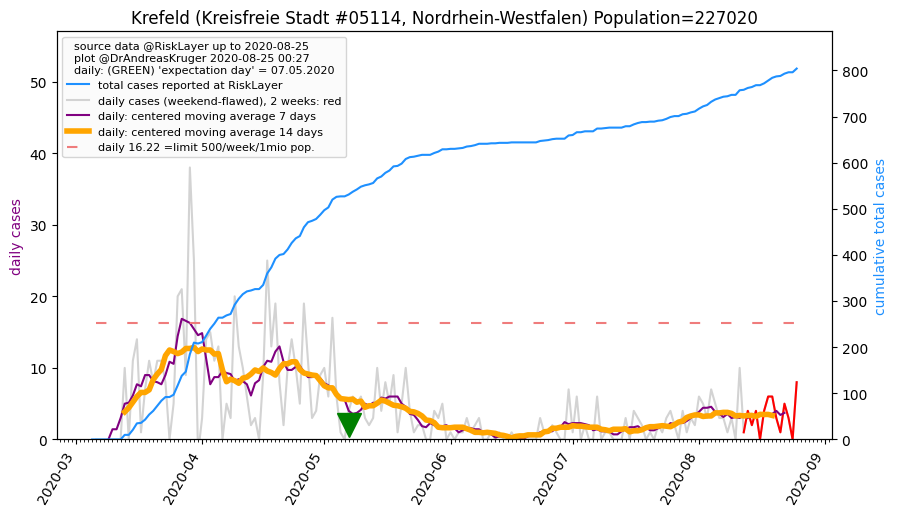 Krefeld (Kreisfreie Stadt #05114, Nordrhein-Westfalen) Population=227020
source data @RiskLayer up to 2020-08-25
plot @DrAndreasKruger 2020-08-25 00:27
daily: (GREEN) 'expectation day' = 07.05.2020
total cases reported at RiskLayer
daily cases (weekend-flawed), 2 weeks: red
daily: centered moving average 7 days
daily: centered moving average 14 days
daily 16.22 =limit 500/week/1mio pop.
daily cases
50
40
30
20
10
0
cumulative total cases
800
700
600
500
400
300
200
100
0
2020-03
2020-04
2020-05
2020-06
2020-07
2020-08
2020-09